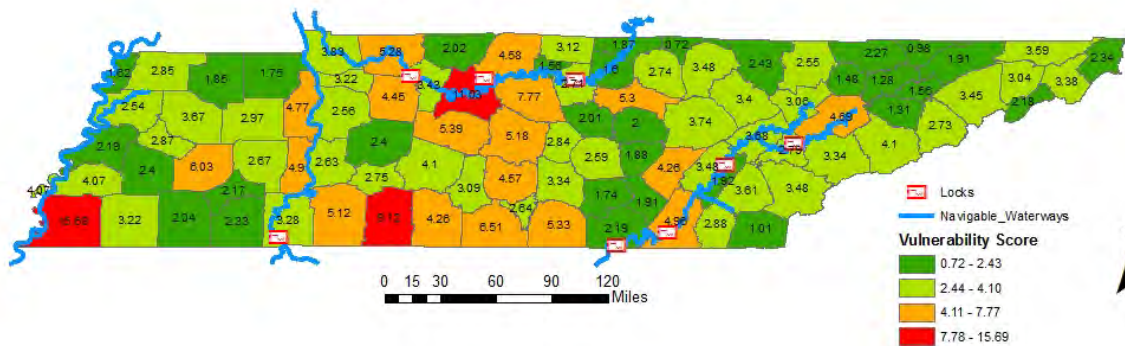 3.83 5.28 2.02 4.58 3.12 1.87 0.72 2.27 0.98 1.91 3.59 2.34
1.62 2.85 1.85 1.75 3.22 3.43 1.56 2.71 1.6 2.74 3.48 2.43 2.55 1.48 1.28 1.56 3.04 3.38
2.54 3.67 2.97 4.77 2.56 4.45 11.03 7.77 5.3 3.4 3.06 4.69 1.31 3.45 2.18
2.19 2.87 2.4 5.39 5.18 2.01 2 3.74 3.68 2.79 2.73
4.07 4.07 2.4 6.03 2.67 4.9 2.63 2.75 4.1 2.84 2.59 1.88 4.26 3.48 1.92 3.34 4.1
3.09 4.57 3.34 1.74 1.91 3.61 3.48
3.22 2.04 2.17 2.33 3.28 5.12 9.12 4.26 6.51 2.64 5.33 2.19 4.96 2.88 1.01
Locks
Navigable_Waterways
Vulnerability Score
0.72 - 2.43
2.44 - 4.10
4.11 - 7.77
7.78 - 15.69
0 15 30 60 90 120
Miles